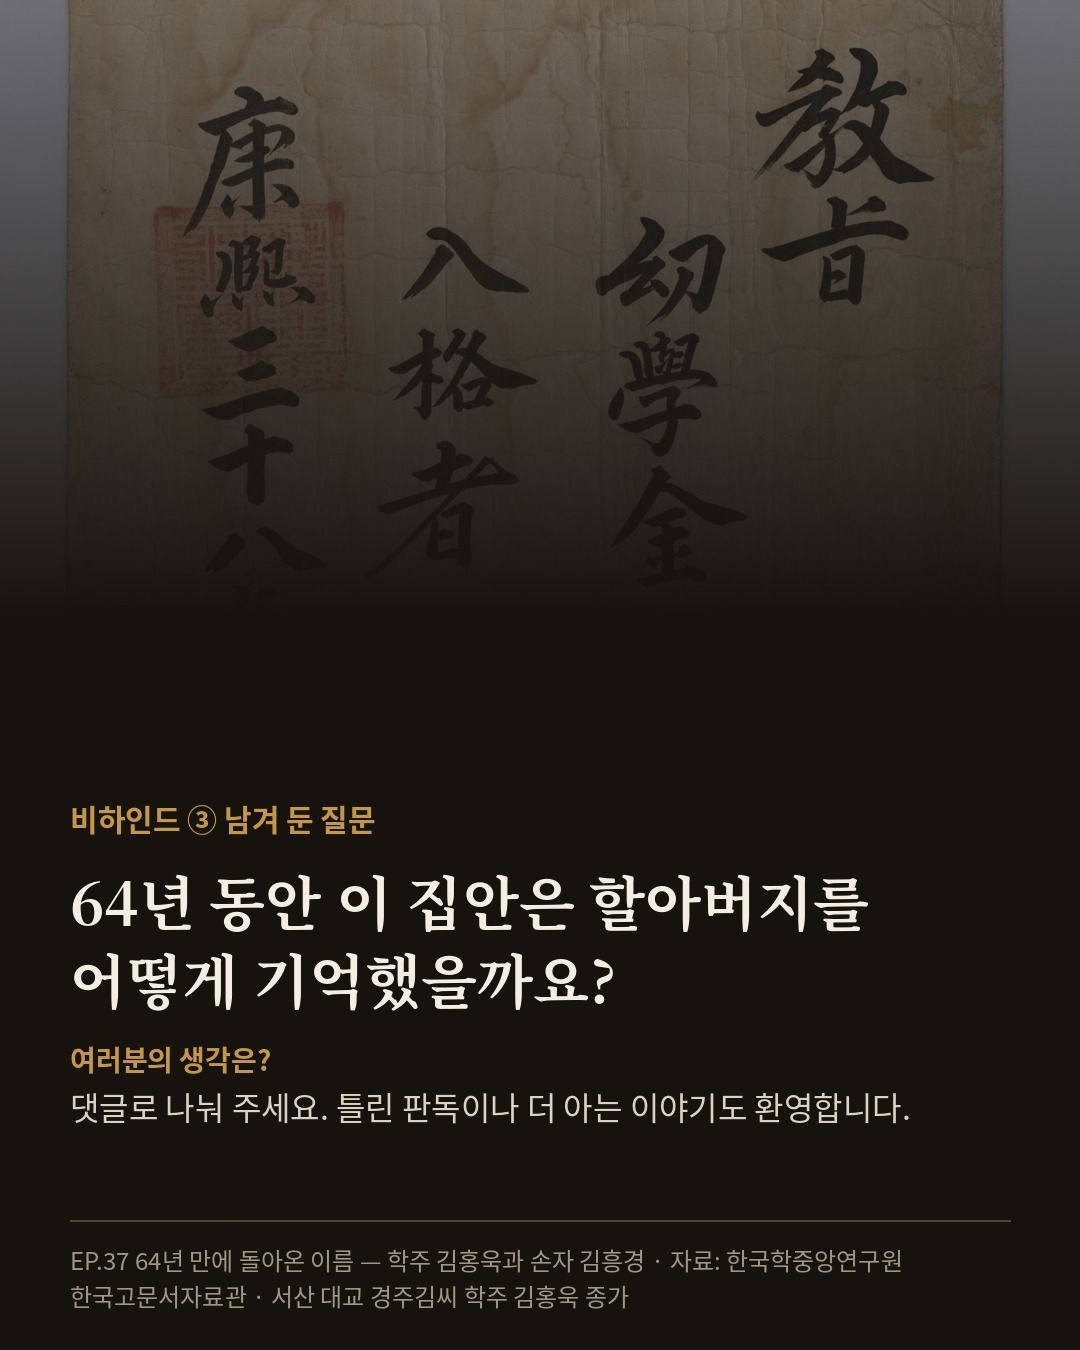 敎旨
幼學金
入格者
康熙三十八
비하인드 ③ 남겨 둔 질문
64년 동안 이 집안은 할아버지를
어떻게 기억했을까요?
여러분의 생각은?
댓글로 나눠 주세요. 틀린 판독이나 더 아는 이야기도 환영합니다.
EP.37 64년 만에 돌아온 이름 — 학주 김홍욱과 손자 김흥경 · 자료: 한국학중앙연구원
한국고문서자료관 · 서산 대교 경주김씨 학주 김홍욱 종가